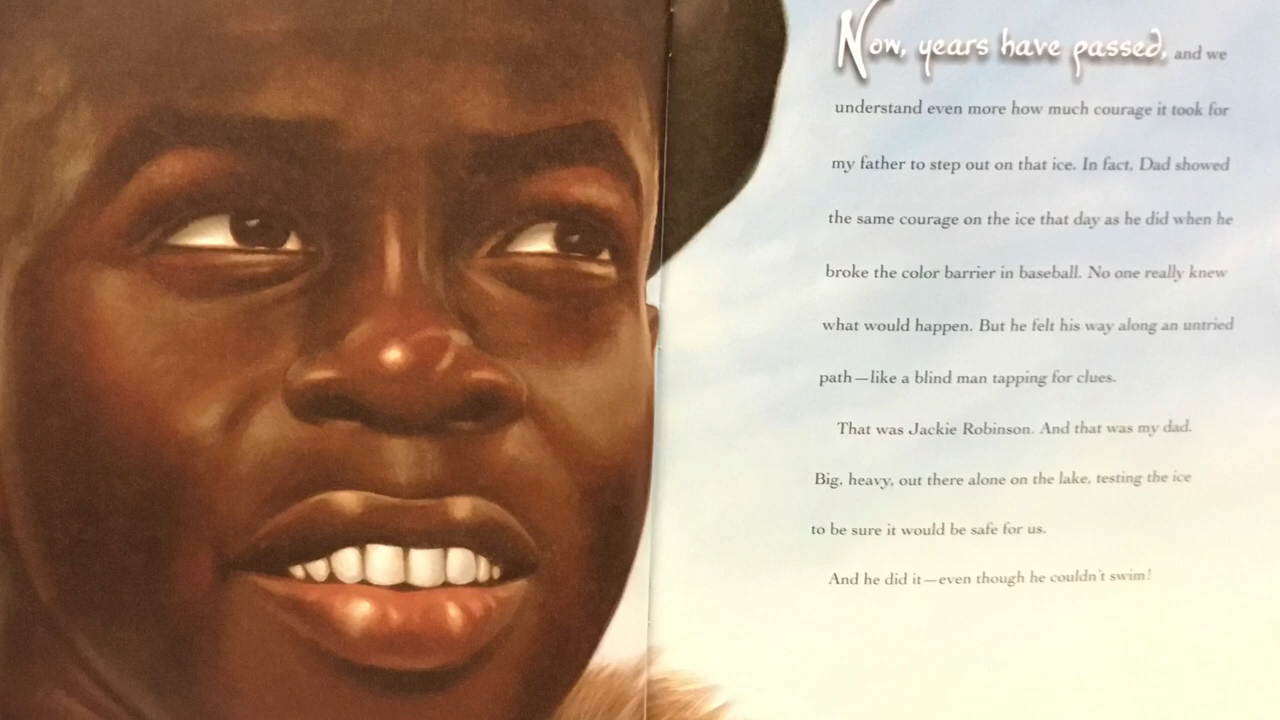 Now, years have passed, and we
understand even more how much courage it took for
my father to step out on that ice. In fact, Dad showed
the same courage on the ice that day as he did when he
broke the color barrier in baseball. No one really knew
what would happen. But he felt his way along an untried
path—like a blind man tapping for clues.
That was Jackie Robinson. And that was my dad.
Big, heavy, out there alone on the lake, testing the ice
to be sure it would be safe for us.
And he did it—even though he couldn't swim!